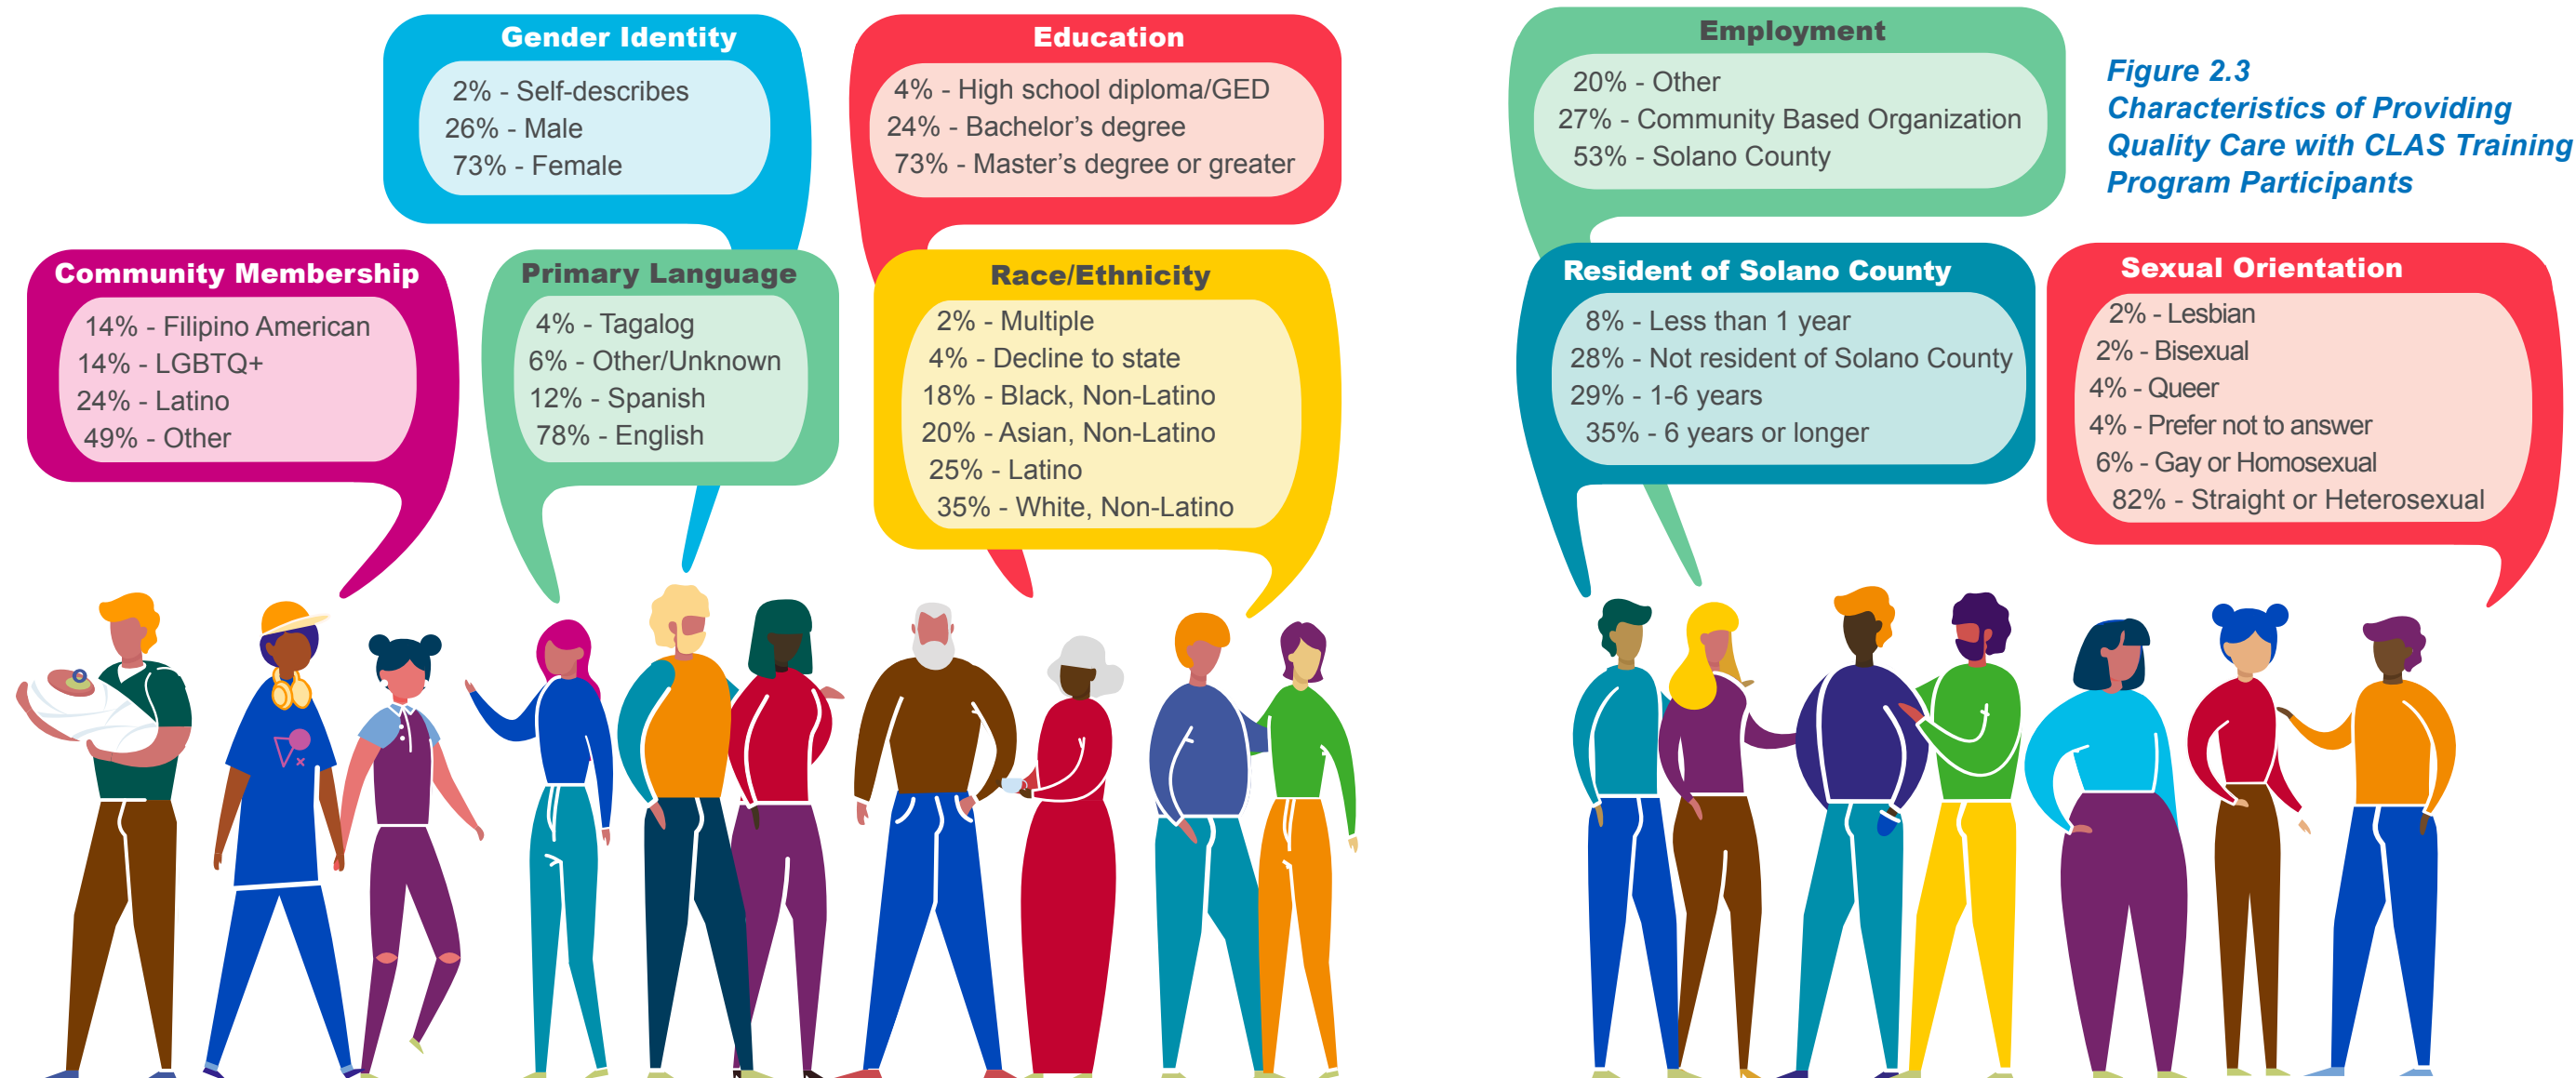 Gender Identity
2% - Self-describes
26% - Male
73% - Female
Education
4% - High school diploma/GED
24% - Bachelor’s degree
73% - Master’s degree or greater
Employment
20% - Other
27% - Community Based Organization
53% - Solano County
Figure 2.3
Characteristics of Providing
Quality Care with CLAS Training
Program Participants
Community Membership
14% - Filipino American
14% - LGBTQ+
24% - Latino
49% - Other
Primary Language
4% - Tagalog
6% - Other/Unknown
12% - Spanish
78% - English
Race/Ethnicity
2% - Multiple
4% - Decline to state
18% - Black, Non-Latino
20% - Asian, Non-Latino
25% - Latino
35% - White, Non-Latino
Resident of Solano County
8% - Less than 1 year
28% - Not resident of Solano County
29% - 1-6 years
35% - 6 years or longer
Sexual Orientation
2% - Lesbian
2% - Bisexual
4% - Queer
4% - Prefer not to answer
6% - Gay or Homosexual
82% - Straight or Heterosexual